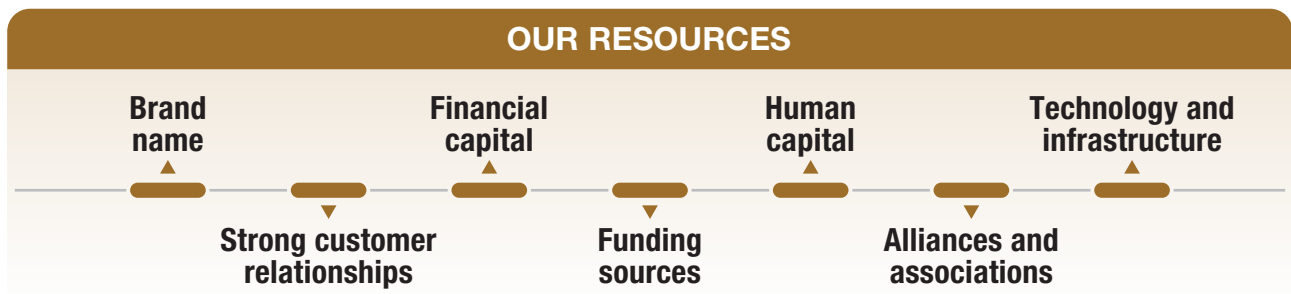 OUR RESOURCES
Brand
name
Strong customer
relationships
Financial
capital
Funding
sources
Human
capital
Alliances and
associations
Technology and
infrastructure